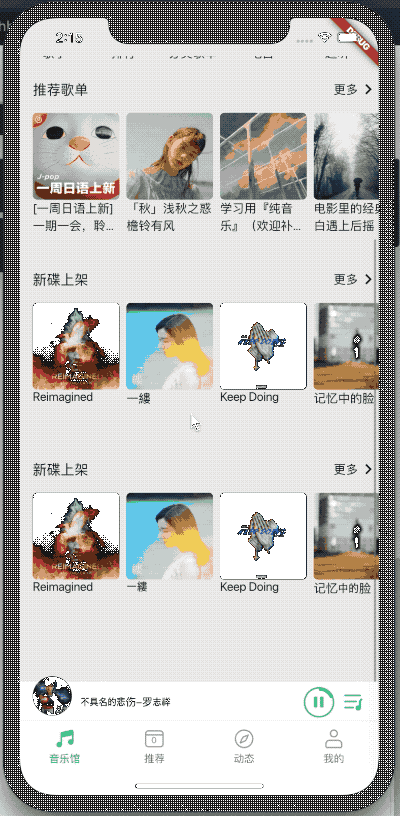 2:15
DEBUG
推荐歌单
更多
J-pop
一周日语上新
[一周日语上新]
一期一会，聆...
「秋」浅秋之惑
檐铃有风
学习用『纯音
乐』（欢迎补...
电影里的经典
白遇上后摇
新碟上架
更多
REIMAGINED
Reimagined
一縷
Keep Doing
记忆中的脸
新碟上架
更多
REIMAGINED
Reimagined
一縷
Keep Doing
记忆中的脸
不具名的悲伤–罗志祥
音乐馆
推荐
动态
我的